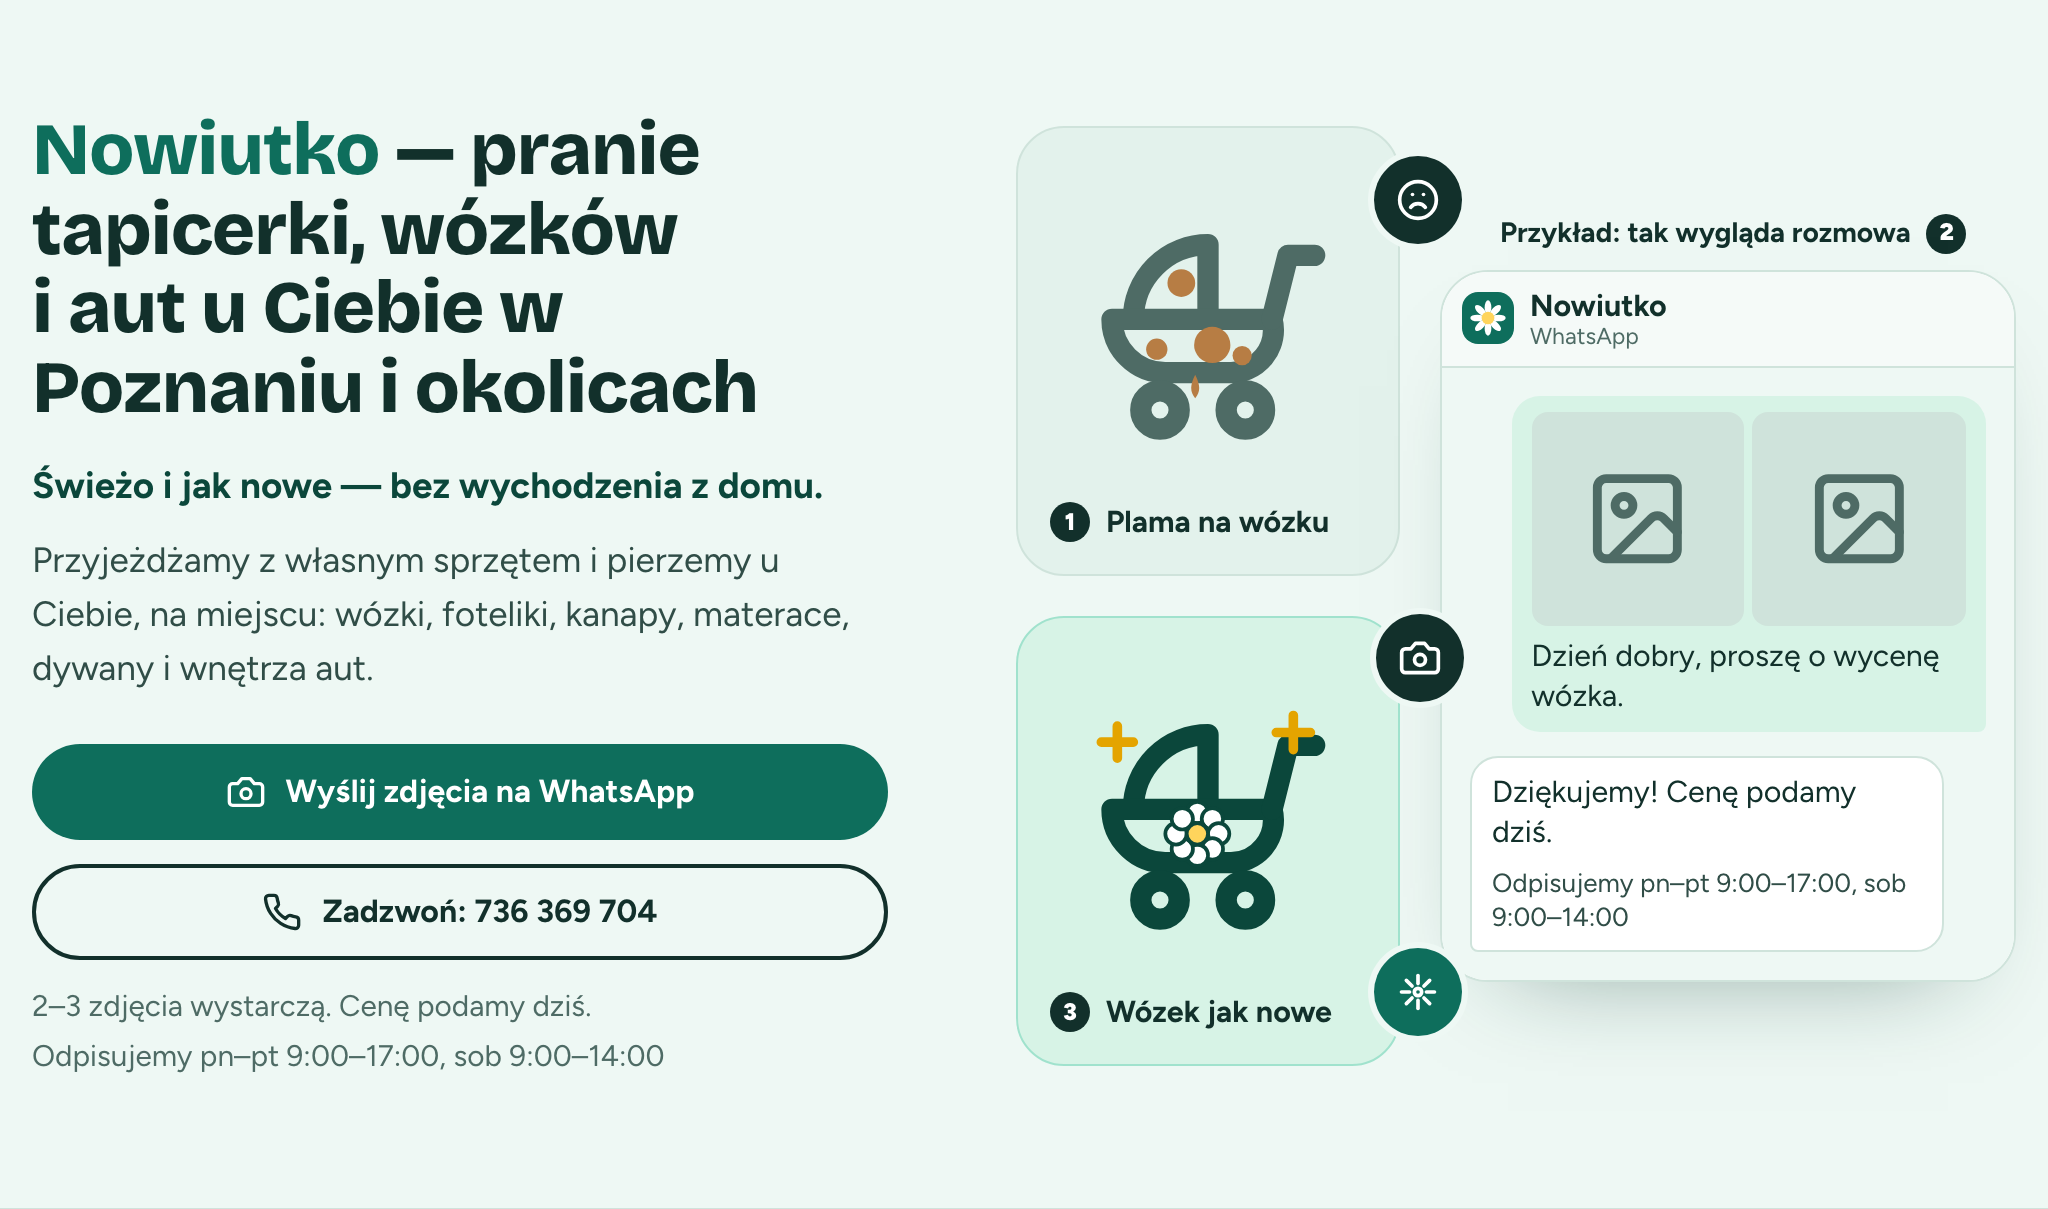 Nowiutko — pranie
tapicerki, wózków
i aut u Ciebie w
Poznaniu i okolicach
Świeżo i jak nowe — bez wychodzenia z domu.
Przyjeżdżamy z własnym sprzętem i pierzemy u
Ciebie, na miejscu: wózki, foteliki, kanapy, materace,
dywany i wnętrza aut.
Wyślij zdjęcia na WhatsApp
Zadzwoń: 736 369 704
2–3 zdjęcia wystarczą. Cenę podamy dziś.
Odpisujemy pn–pt 9:00–17:00, sob 9:00–14:00
1 Plama na wózku
Przykład: tak wygląda rozmowa 2
Nowiutko
WhatsApp
Dzień dobry, proszę o wycenę
wózka.
Dziękujemy! Cenę podamy
dziś.
Odpisujemy pn–pt 9:00–17:00, sob
9:00–14:00
3 Wózek jak nowe